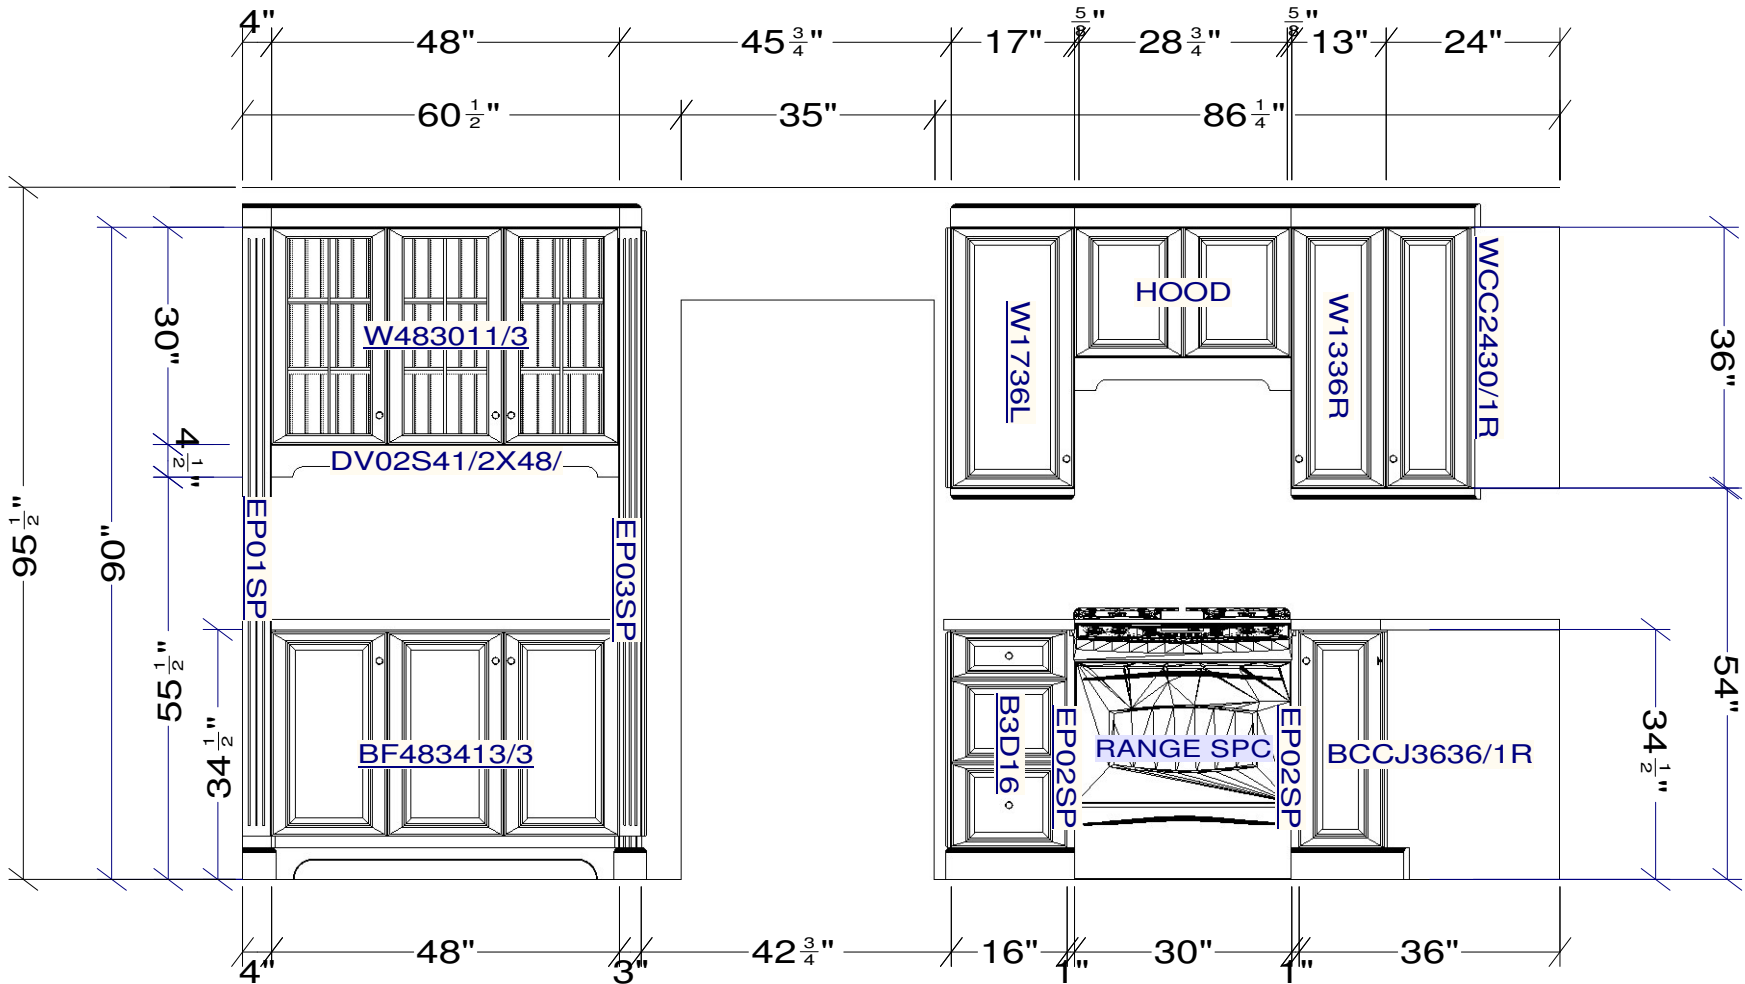 4" 48" 45 3/4" 17" 5/8" 28 3/4" 5/8" 13" 24"
60 1/2" 35" 86 1/4"
95 1/2"
90"
30"
4 1/2"
55 1/2"
34 1/2"
W483011/3
DV02S41/2X48/
EP01SP
EP03SP
BF483413/3
W1736L
HOOD
W1336R
WCC2430/1R
B3D16
EP02SP
RANGE SPC
EP02SP
BCCJ3636/1R
36"
54"
34 1/2"
4" 48" 3" 42 3/4" 16" 1" 30" 1" 36"